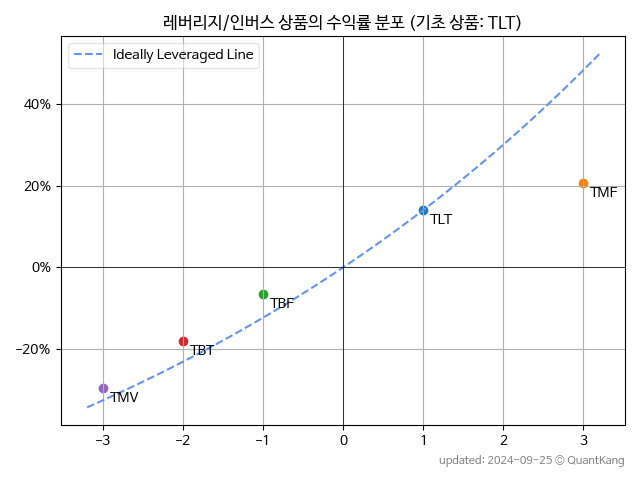 레버리지/인버스 상품의 수익률 분포 (기초 상품: TLT)
Ideally Leveraged Line
40%
20%
0%
−20%
TMF
TLT
TBF
TBT
TMV
−3 −2 −1 0 1 2 3
updated: 2024-09-25 © QuantKang